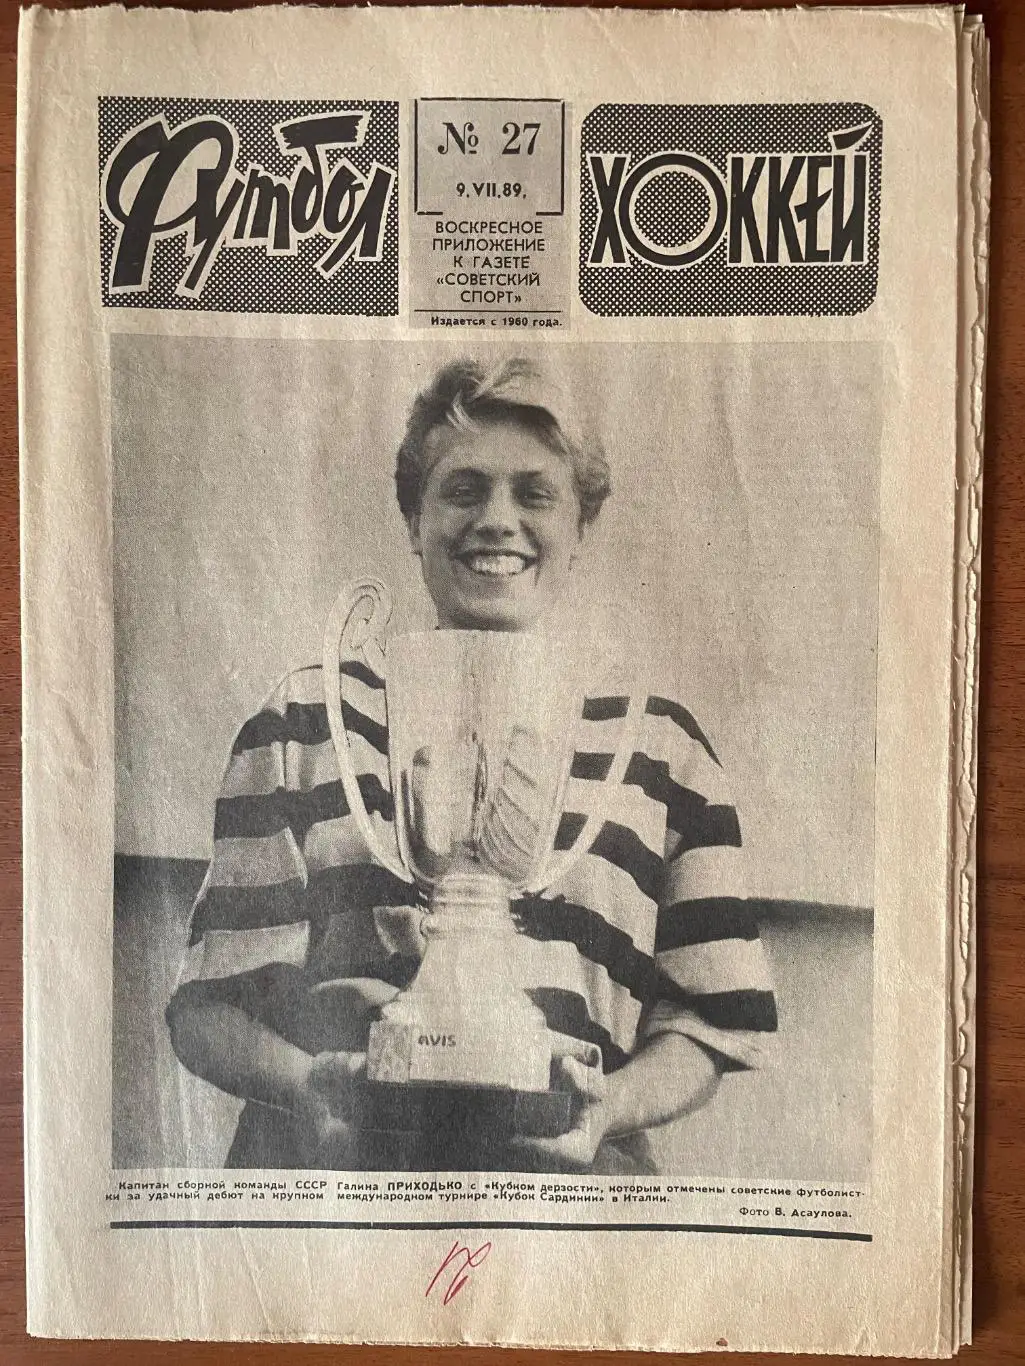 Футбол
№ 27
9.VII.89.
ВОСКРЕСНОЕ
ПРИЛОЖЕНИЕ
К ГАЗЕТЕ
«СОВЕТСКИЙ
СПОРТ»
Издается с 1960 года.
ХОККЕЙ
AVIS
Капитан сборной команды СССР Галина ПРИХОДЬКО с «Кубком дерзости», которым отмечены советские футболист-
ки за удачный дебют на крупном международном турнире «Кубок Сардинии» в Италии.
Фото В. Асаулова.